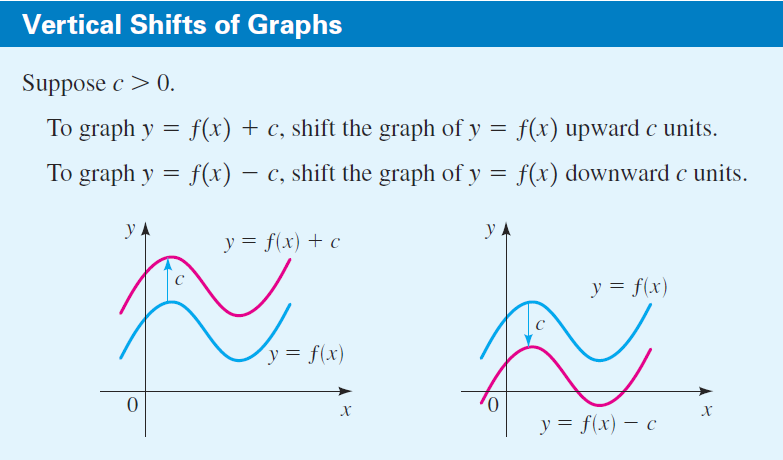 Vertical Shifts of Graphs
Suppose c > 0.
To graph y = f(x) + c, shift the graph of y = f(x) upward c units.
To graph y = f(x) − c, shift the graph of y = f(x) downward c units.
y
y = f(x) + c
c
y = f(x)
0
x
y
y = f(x)
c
0
x
y = f(x) − c